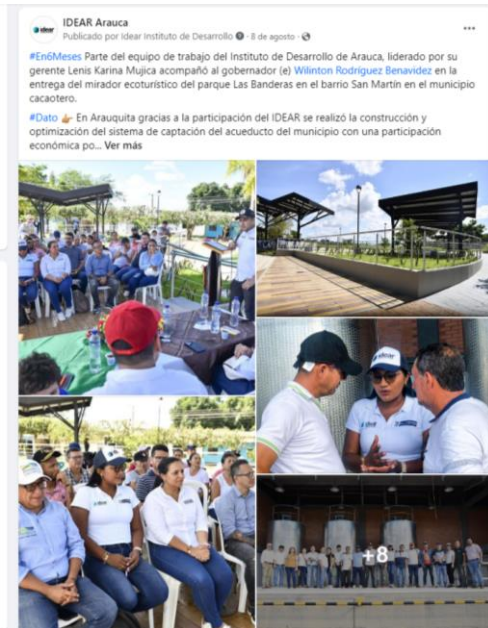 IDEAR Arauca
Publicado por Idear Instituto de Desarrollo · 8 de agosto ·
#En6Meses Parte del equipo de trabajo del Instituto de Desarrollo de Arauca, liderado por su
gerente Lenis Karina Mujica acompañó al gobernador (e) Wilinton Rodríguez Benavidez en la
entrega del mirador ecoturístico del parque Las Banderas en el barrio San Martín en el municipio
cacaotero.
#Dato 👉 En Arauquita gracias a la participación del IDEAR se realizó la construcción y
optimización del sistema de captación del acueducto del municipio con una participación
económica po... Ver más
idear
idear
+8